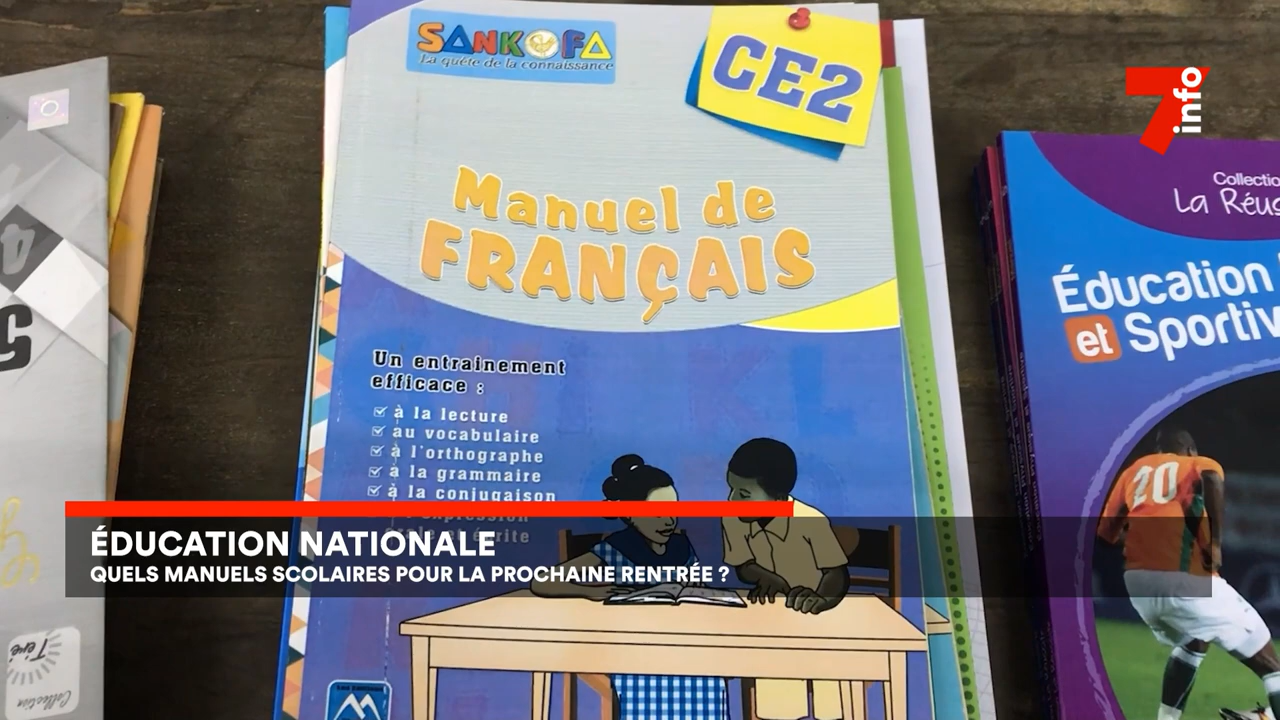 SANKOFA
La quête de la connaissance
CE2
7info
Collection
La Réus
Manuel de
FRANÇAIS
Éducation
et Sportiv
Un entrainement
efficace :
à la lecture
au vocabulaire
à l'orthographe
à la grammaire
à la conjugaison
20
ÉDUCATION NATIONALE
QUELS MANUELS SCOLAIRES POUR LA PROCHAINE RENTRÉE ?
Collection